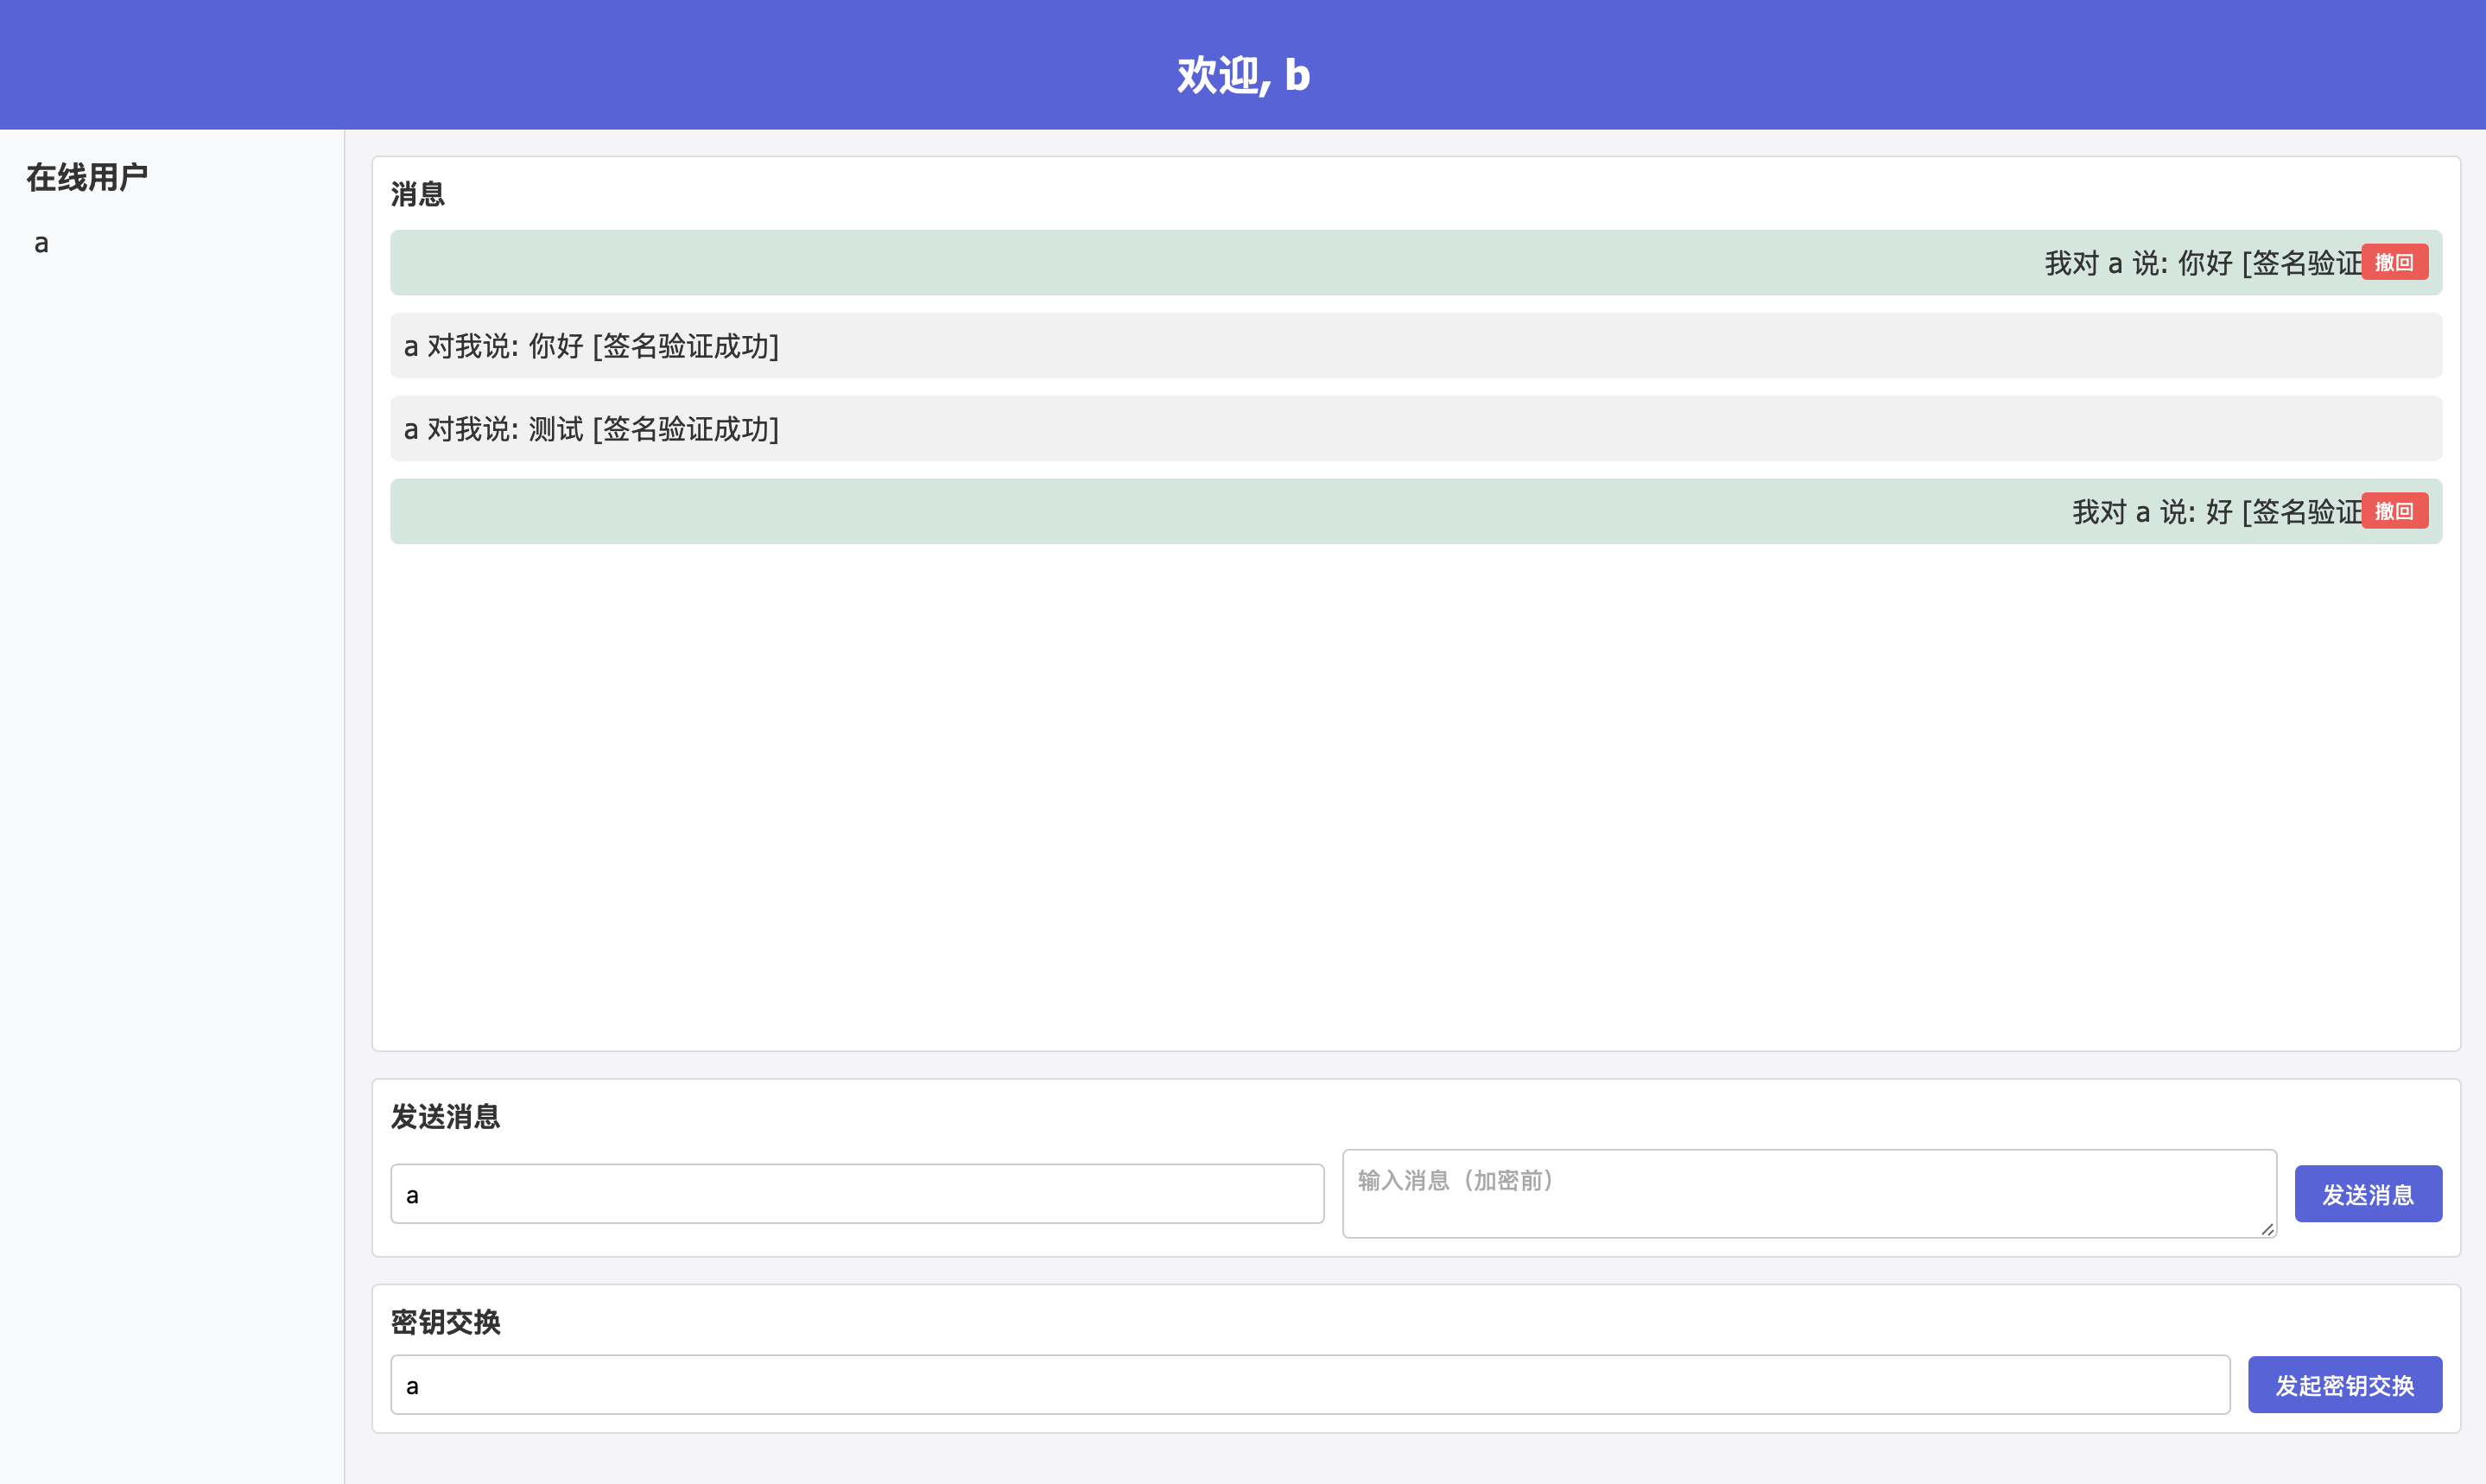 欢迎, b
在线用户
a
消息
我对 a 说: 你好 [签名验证 撤回
a 对我说: 你好 [签名验证成功]
a 对我说: 测试 [签名验证成功]
我对 a 说: 好 [签名验证 撤回
发送消息
a
输入消息（加密前）
发送消息
密钥交换
a
发起密钥交换